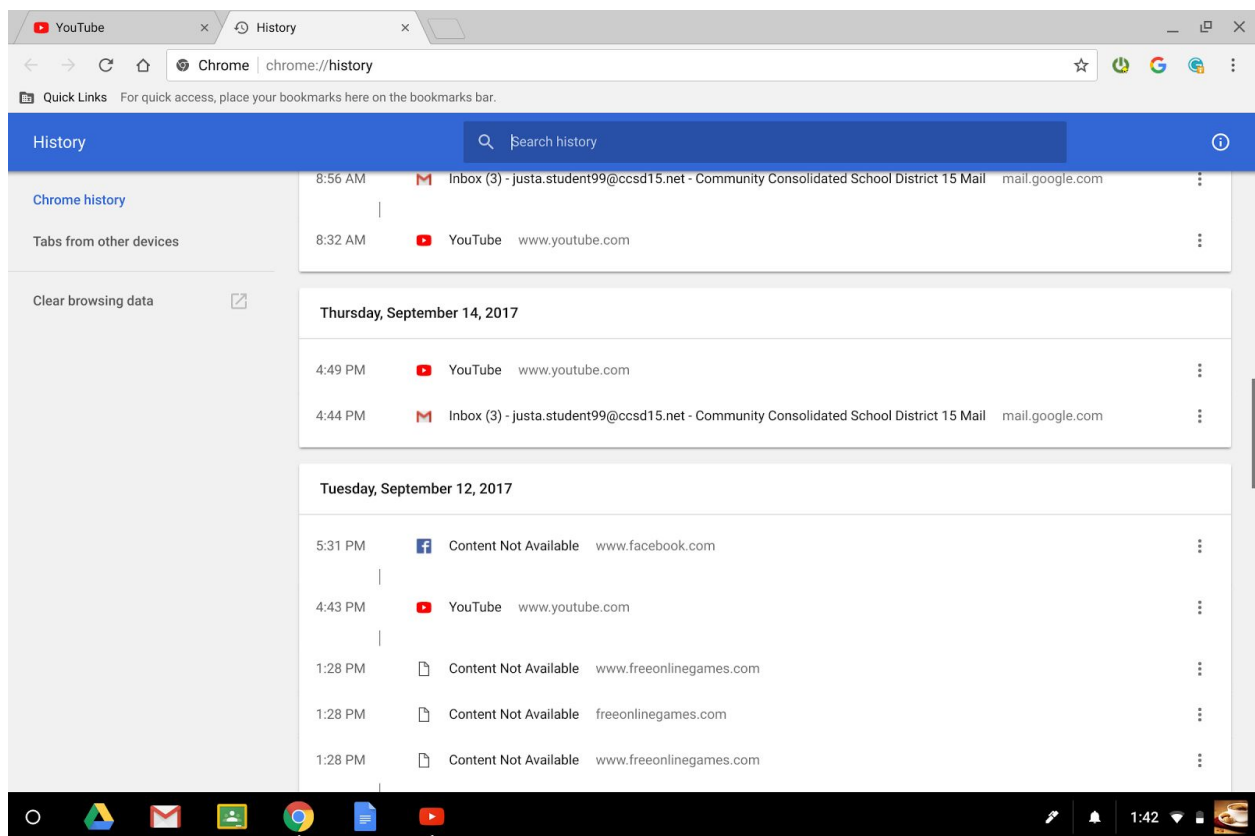 YouTube History
Chrome chrome://history
Quick Links For quick access, place your bookmarks here on the bookmarks bar.
History Search history
Chrome history
Tabs from other devices
Clear browsing data
8:56 AM Inbox (3) - justa.student99@ccsd15.net - Community Consolidated School District 15 Mail mail.google.com
8:32 AM YouTube www.youtube.com
Thursday, September 14, 2017
4:49 PM YouTube www.youtube.com
4:44 PM Inbox (3) - justa.student99@ccsd15.net - Community Consolidated School District 15 Mail mail.google.com
Tuesday, September 12, 2017
5:31 PM Content Not Available www.facebook.com
4:43 PM YouTube www.youtube.com
1:28 PM Content Not Available www.freeonlinegames.com
1:28 PM Content Not Available freeonlinegames.com
1:28 PM Content Not Available www.freeonlinegames.com
1:42